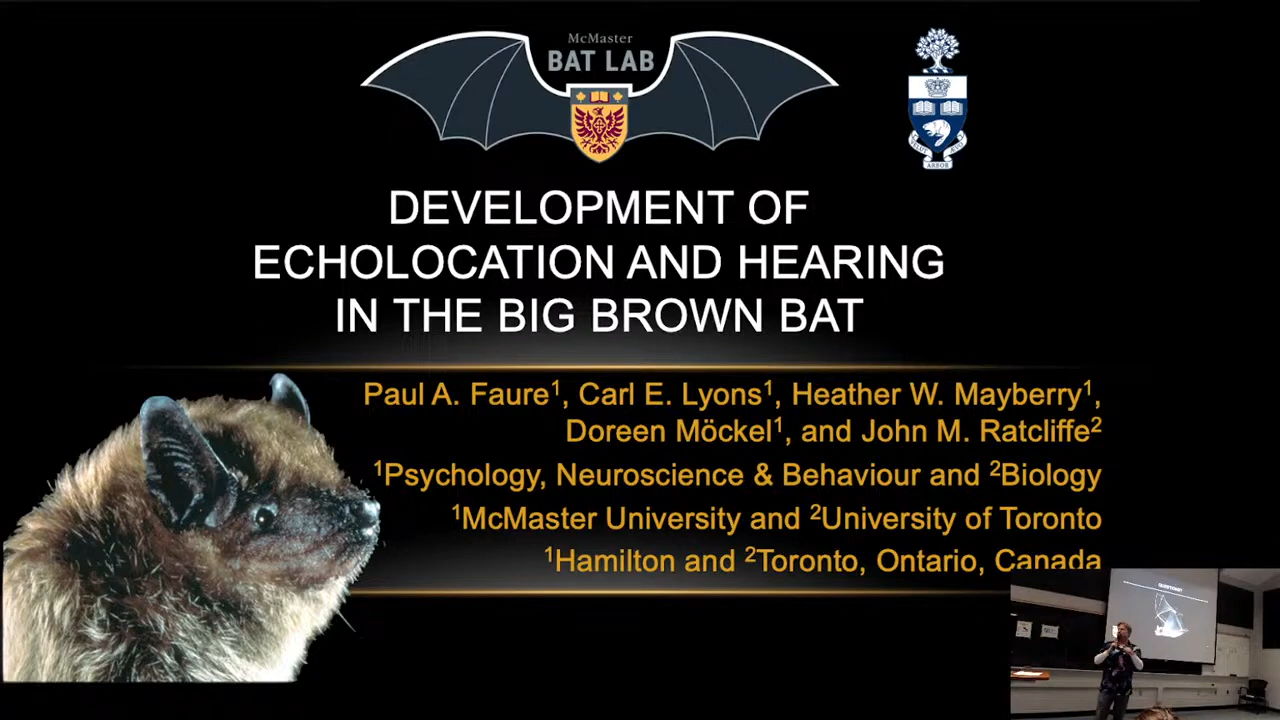 McMaster
BAT LAB
ARBOR
DEVELOPMENT OF
ECHOLOCATION AND HEARING
IN THE BIG BROWN BAT
Paul A. Faure¹, Carl E. Lyons¹, Heather W. Mayberry¹,
Doreen Möckel¹, and John M. Ratcliffe²
¹Psychology, Neuroscience & Behaviour and ²Biology
¹McMaster University and ²University of Toronto
¹Hamilton and ²Toronto, Ontario, Canada